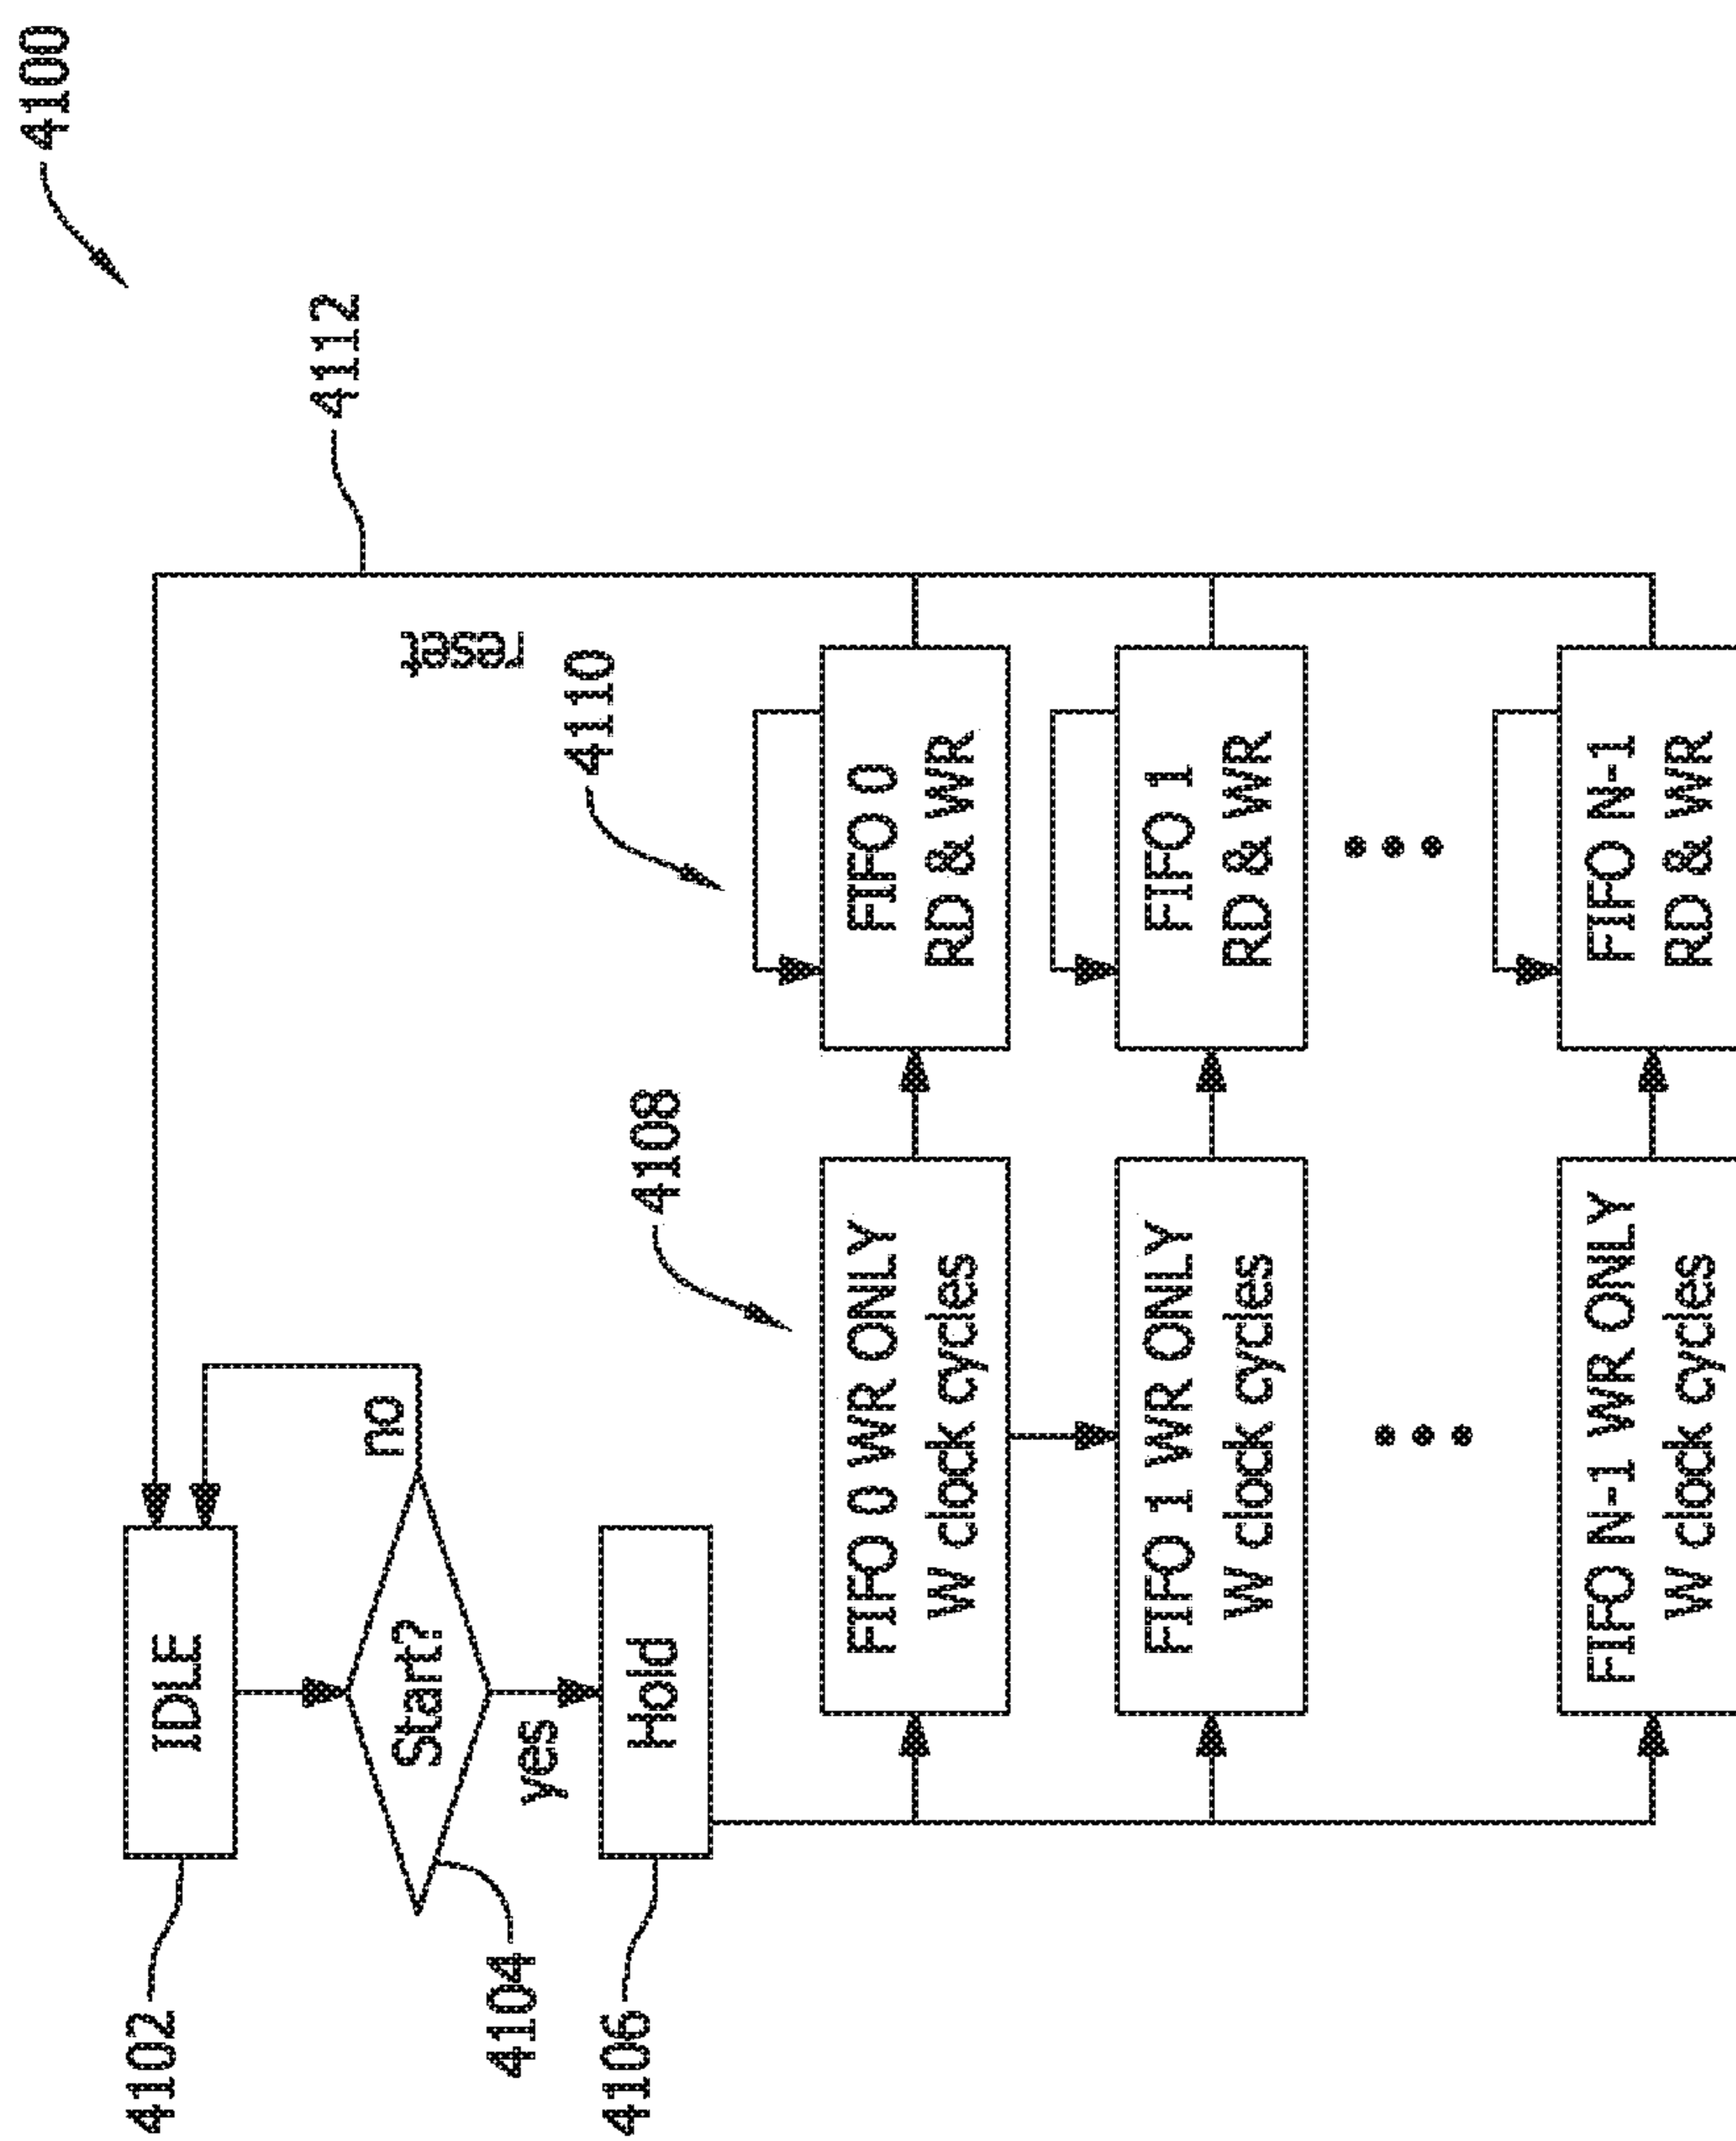 4100
4112
reset
4110
4108
4102
IDLE
4104
Start?
no
yes
4106
Hold
FIFO 0 WR ONLY
W clock cycles
FIFO 0
RD & WR
FIFO 1 WR ONLY
W clock cycles
FIFO 1
RD & WR
FIFO N-1 WR ONLY
W clock cycles
FIFO N-1
RD & WR